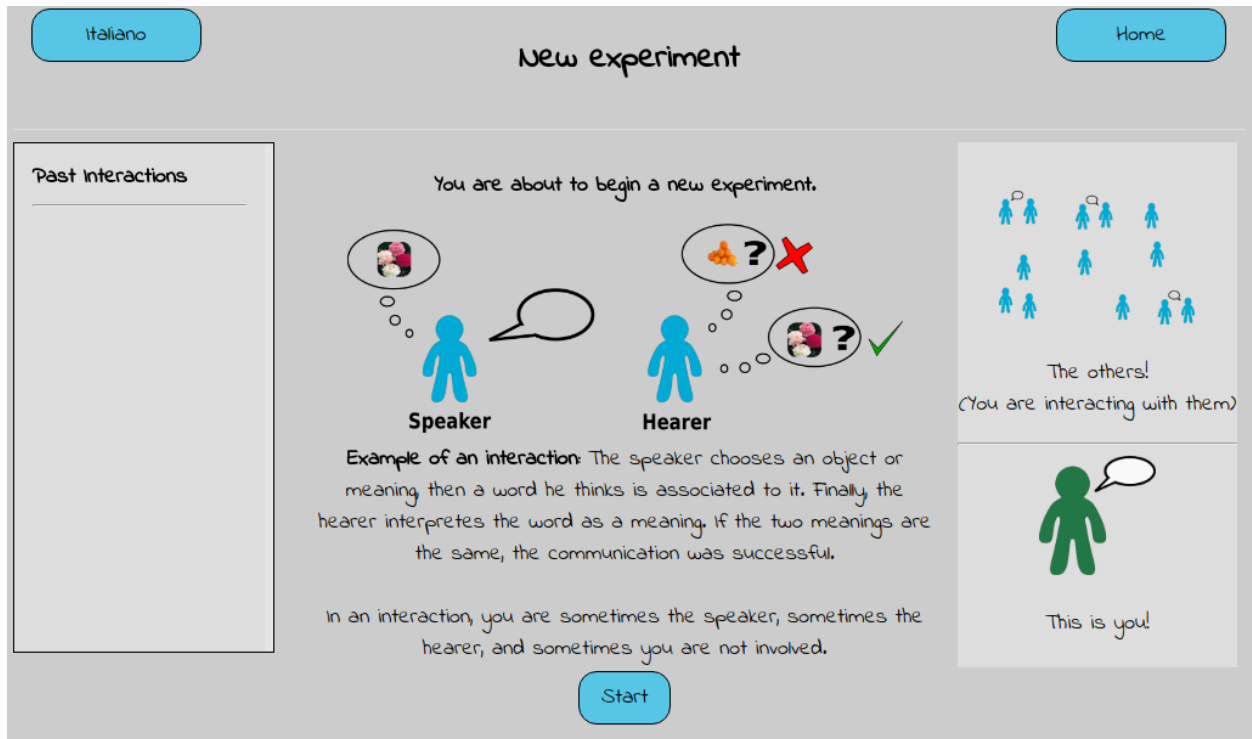 Italiano
Home
New experiment
Past Interactions
You are about to begin a new experiment.
?
?
Speaker
Hearer
Example of an interaction: The speaker chooses an object or
meaning, then a word he thinks is associated to it. Finally, the
hearer interpretes the word as a meaning. If the two meanings are
the same, the communication was successful.
In an interaction, you are sometimes the speaker, sometimes the
hearer, and sometimes you are not involved.
Start
The others!
(You are interacting with them)
This is you!